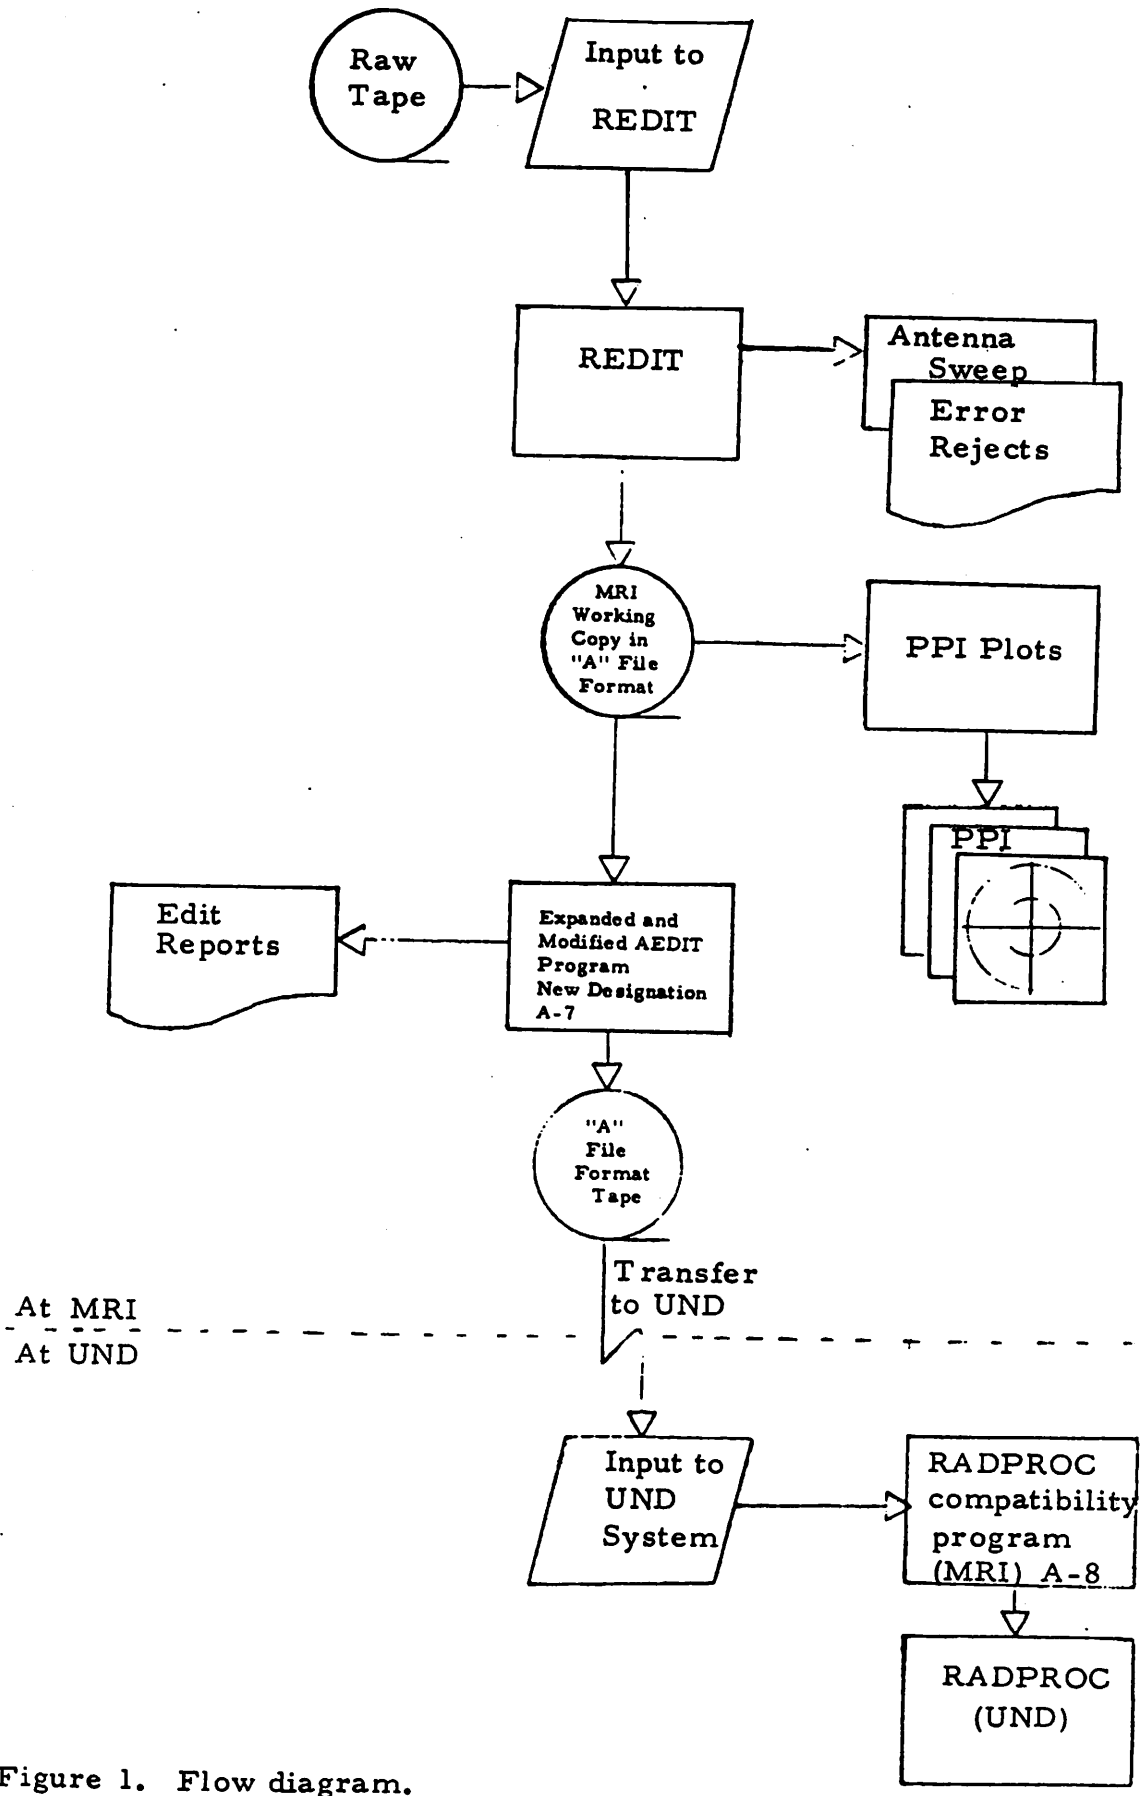 Raw
Tape
Input to
REDIT
REDIT
Antenna
Sweep
Error
Rejects
MRI
Working
Copy in
"A" File
Format
PPI Plots
PPI
Edit
Reports
Expanded and
Modified AEDIT
Program
New Designation
A-7
"A"
File
Format
Tape
Transfer
to UND
At MRI
At UND
Input to
UND
System
RADPROC
compatibility
program
(MRI) A-8
RADPROC
(UND)
Figure 1. Flow diagram.